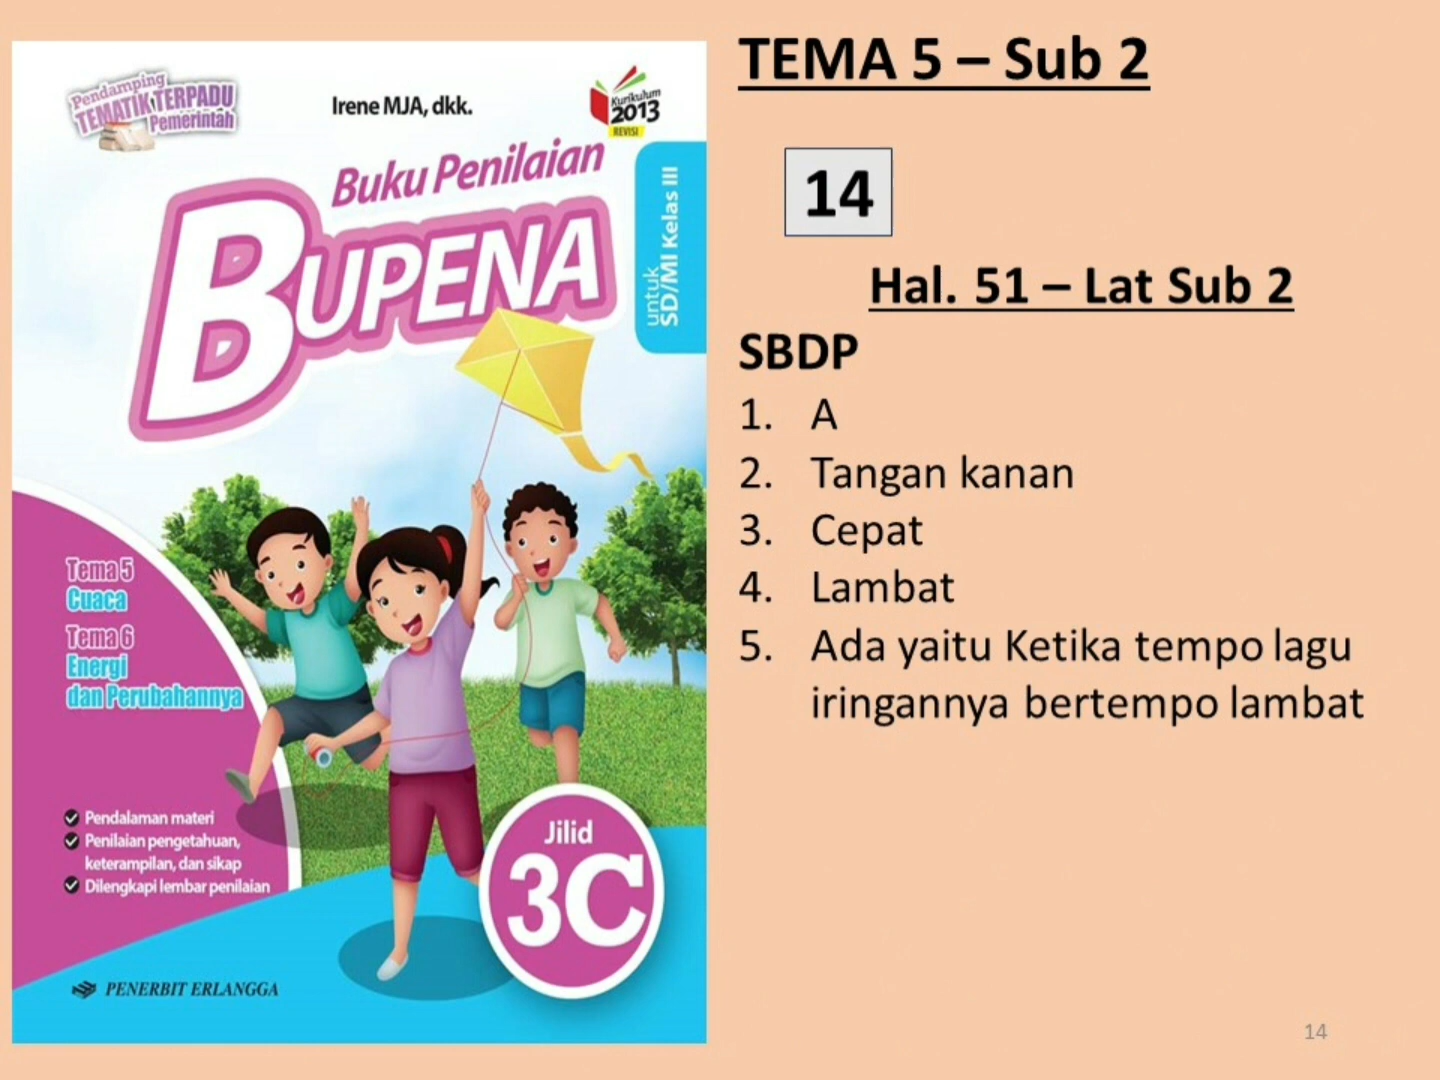 Pendamping
TEMATIK TERPADU
Pemerintah
Irene MJA, dkk.
Kurikulum
2013
REVISI
Buku Penilaian
BUPENA
untuk
SD/MI Kelas III
Tema 5
Cuaca
Tema 6
Energi
dan Perubahannya
Pendalaman materi
Penilaian pengetahuan,
keterampilan, dan sikap
Dilengkapi lembar penilaian
Jilid
3C
PENERBIT ERLANGGA
TEMA 5 – Sub 2
14
Hal. 51 – Lat Sub 2
SBDP
1. A
2. Tangan kanan
3. Cepat
4. Lambat
5. Ada yaitu Ketika tempo lagu
iringannya bertempo lambat
14